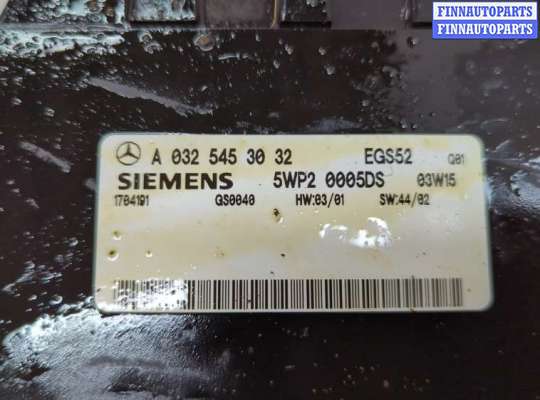 FINNAUTOPARTS
FINNAUTOPARTS
A 032 545 30 32 EGS52 Q01
SIEMENS 5WP2 0005DS 03W15
1704191 GS0040 HW:03/01 SW:44/02